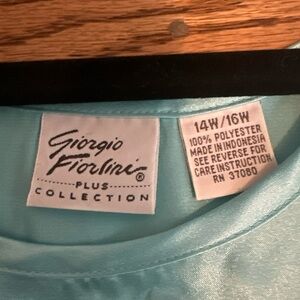 Giorgio
Fiorlini®
PLUS
COLLECTION
14W/16W
100% POLYESTER
MADE IN INDONESIA
SEE REVERSE FOR
CARE INSTRUCTION
RN 37080